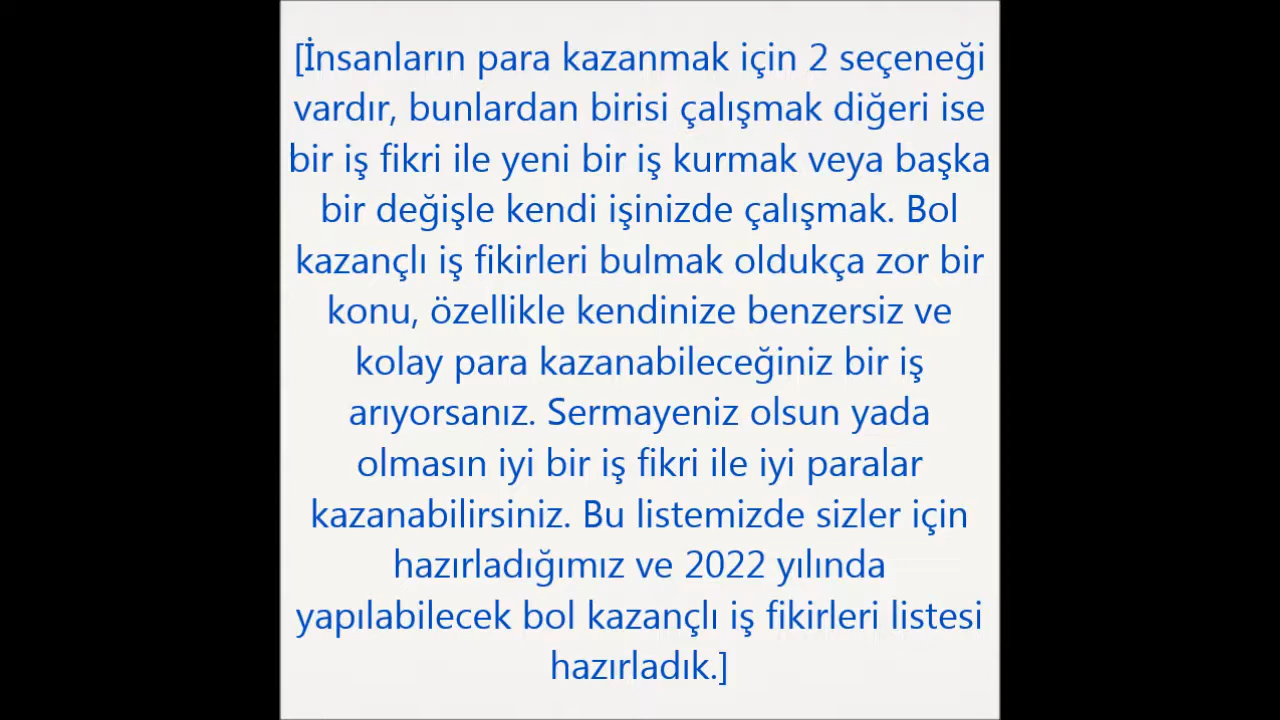 [İnsanların para kazanmak için 2 seçeneği
vardır, bunlardan birisi çalışmak diğeri ise
bir iş fikri ile yeni bir iş kurmak veya başka
bir değişle kendi işinizde çalışmak. Bol
kazançlı iş fikirleri bulmak oldukça zor bir
konu, özellikle kendinize benzersiz ve
kolay para kazanabileceğiniz bir iş
arıyorsanız. Sermayeniz olsun yada
olmasın iyi bir iş fikri ile iyi paralar
kazanabilirsiniz. Bu listemizde sizler için
hazırladığımız ve 2022 yılında
yapılabilecek bol kazançlı iş fikirleri listesi
hazırladık.]